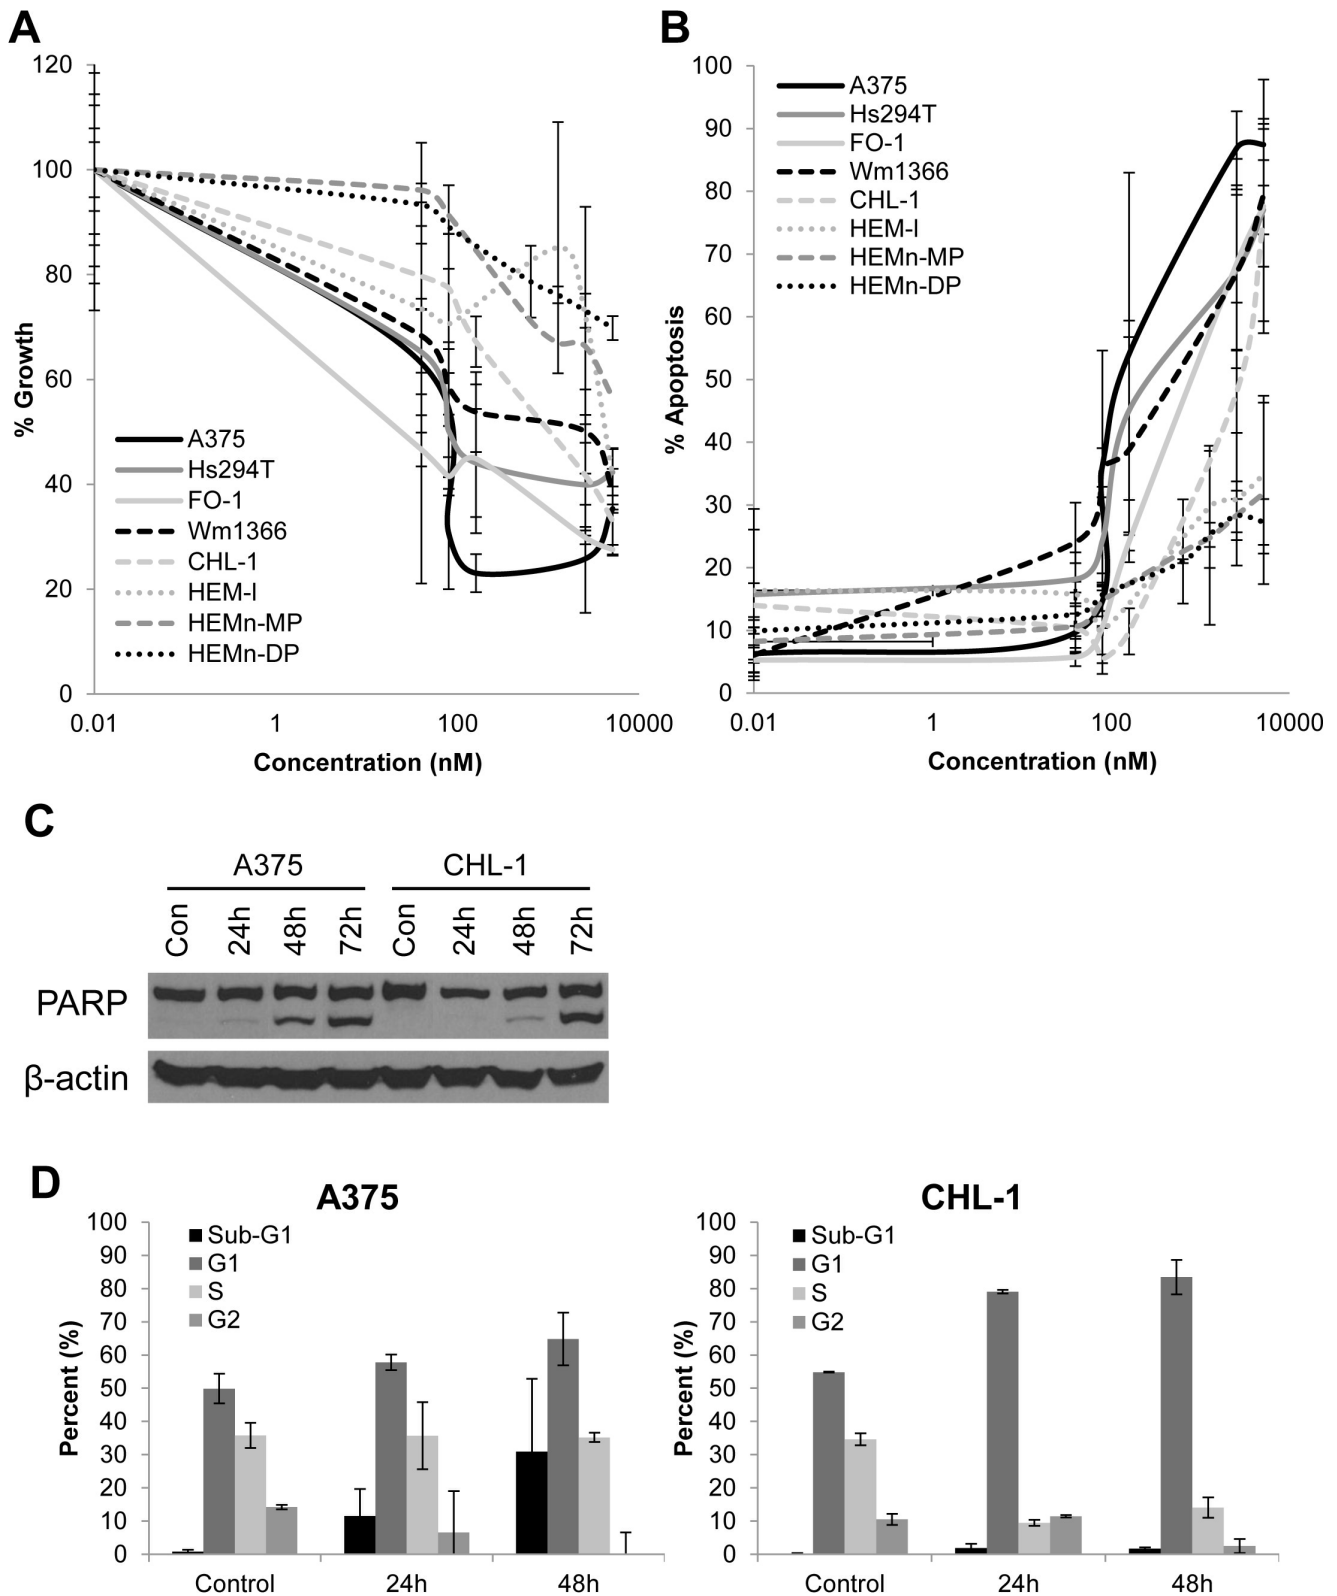 A
120
100
80
60
40
20
0
% Growth
A375
Hs294T
FO-1
Wm1366
CHL-1
HEM-I
HEMn-MP
HEMn-DP
0.01 1 100 10000
Concentration (nM)
B
100
90
80
70
60
50
40
30
20
10
0
% Apoptosis
A375
Hs294T
FO-1
Wm1366
CHL-1
HEM-I
HEMn-MP
HEMn-DP
0.01 1 100 10000
Concentration (nM)
C
A375 CHL-1
Con 24h 48h 72h Con 24h 48h 72h
PARP
β-actin
D
A375
100
90
80
70
60
50
40
30
20
10
0
Percent (%)
Sub-G1
G1
S
G2
Control 24h 48h
CHL-1
100
90
80
70
60
50
40
30
20
10
0
Percent (%)
Sub-G1
G1
S
G2
Control 24h 48h